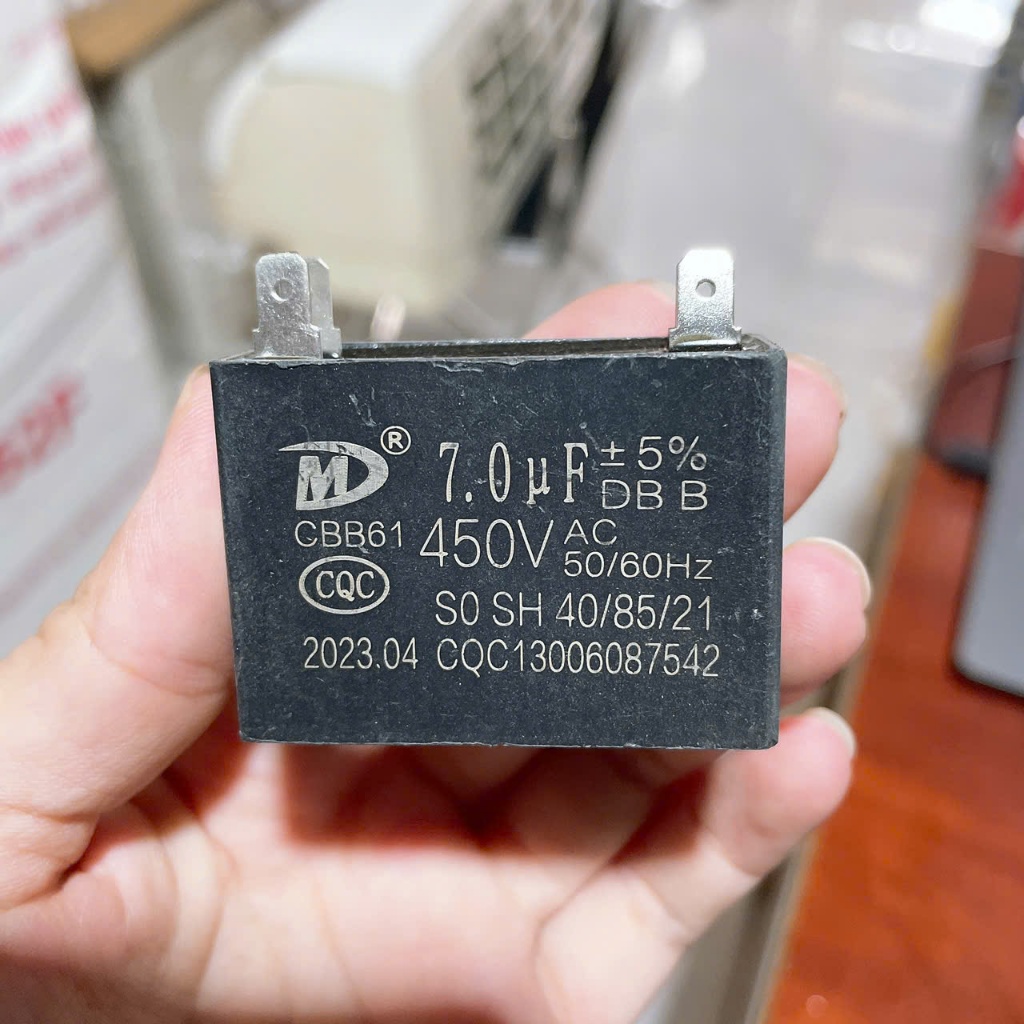 MD® 7.0μF ±5%
DB B
CBB61 450V AC
50/60Hz
CQC S0 SH 40/85/21
2023.04 CQC13006087542